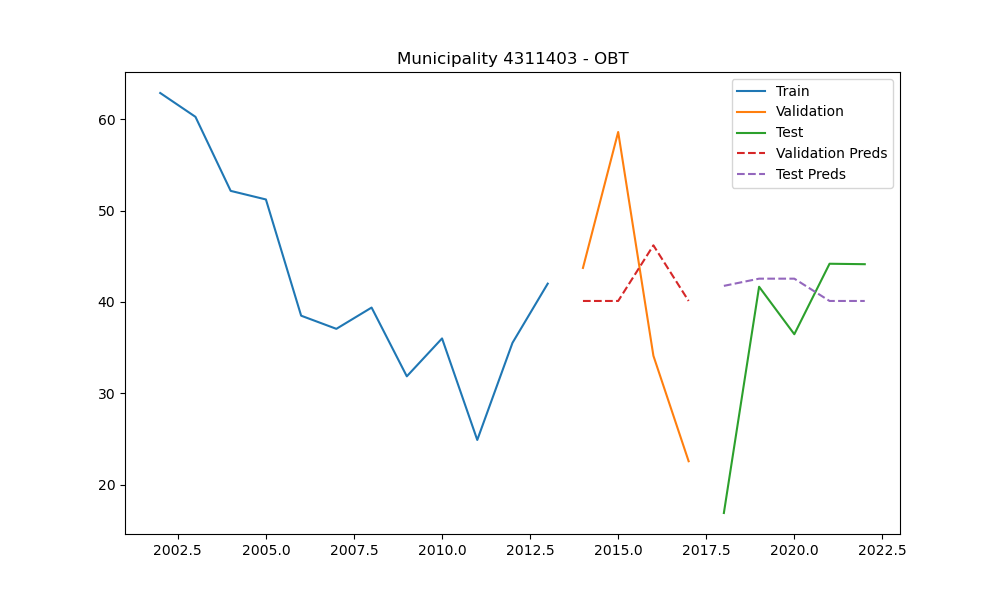 Municipality 4311403 - OBT
Train
Validation
Test
Validation Preds
Test Preds
60
50
40
30
20
2002.5 2005.0 2007.5 2010.0 2012.5 2015.0 2017.5 2020.0 2022.5